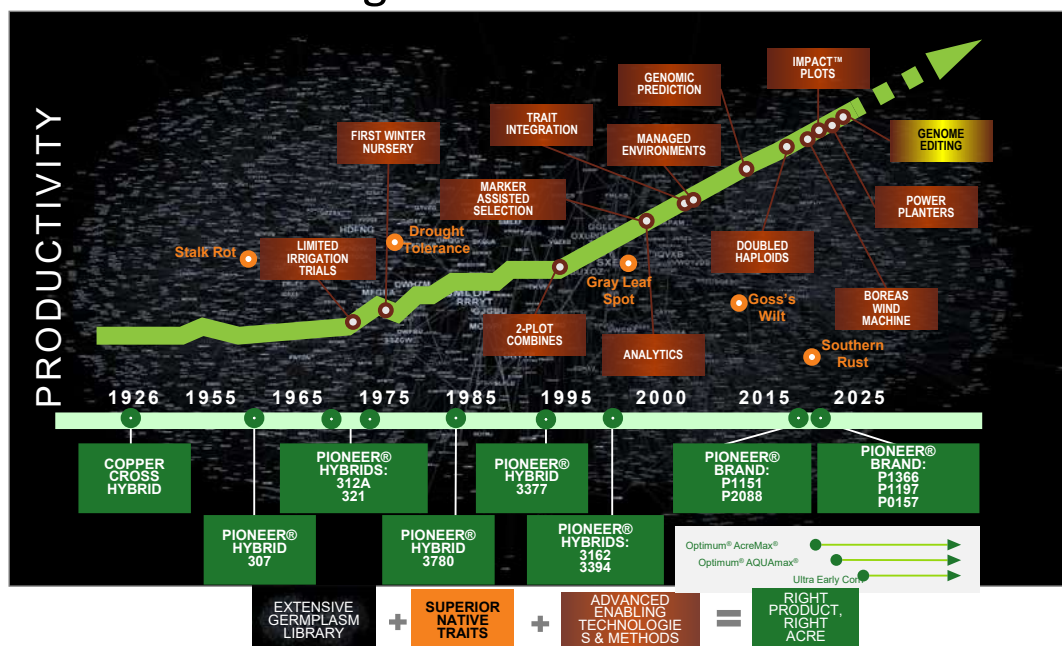 PRODUCTIVITY
IMPACT™
PLOTS
GENOMIC
PREDICTION
TRAIT
INTEGRATION
FIRST WINTER
NURSERY
MANAGED
ENVIRONMENTS
GENOME
EDITING
MARKER
ASSISTED
SELECTION
POWER
PLANTERS
Stalk Rot
LIMITED
IRRIGATION
TRIALS
Drought
Tolerance
DOUBLED
HAPLOIDS
Gray Leaf
Spot
Goss's
Wilt
BOREAS
WIND
MACHINE
2-PLOT
COMBINES
ANALYTICS
Southern
Rust
1926 1955 1965 1975 1985 1995 2000 2015 2025
COPPER
CROSS
HYBRID
PIONEER®
HYBRID
307
PIONEER®
HYBRIDS:
312A
321
PIONEER®
HYBRID
3780
PIONEER®
HYBRID
3377
PIONEER®
HYBRIDS:
3162
3394
PIONEER®
BRAND:
P1151
P2088
PIONEER®
BRAND:
P1366
P1197
P0157
Optimum® AcreMax®
Optimum® AQUAmax®
Ultra Early Corn
EXTENSIVE
GERMPLASM
LIBRARY
+
SUPERIOR
NATIVE
TRAITS
+
ADVANCED
ENABLING
TECHNOLOGIE
S & METHODS
=
RIGHT
PRODUCT,
RIGHT
ACRE